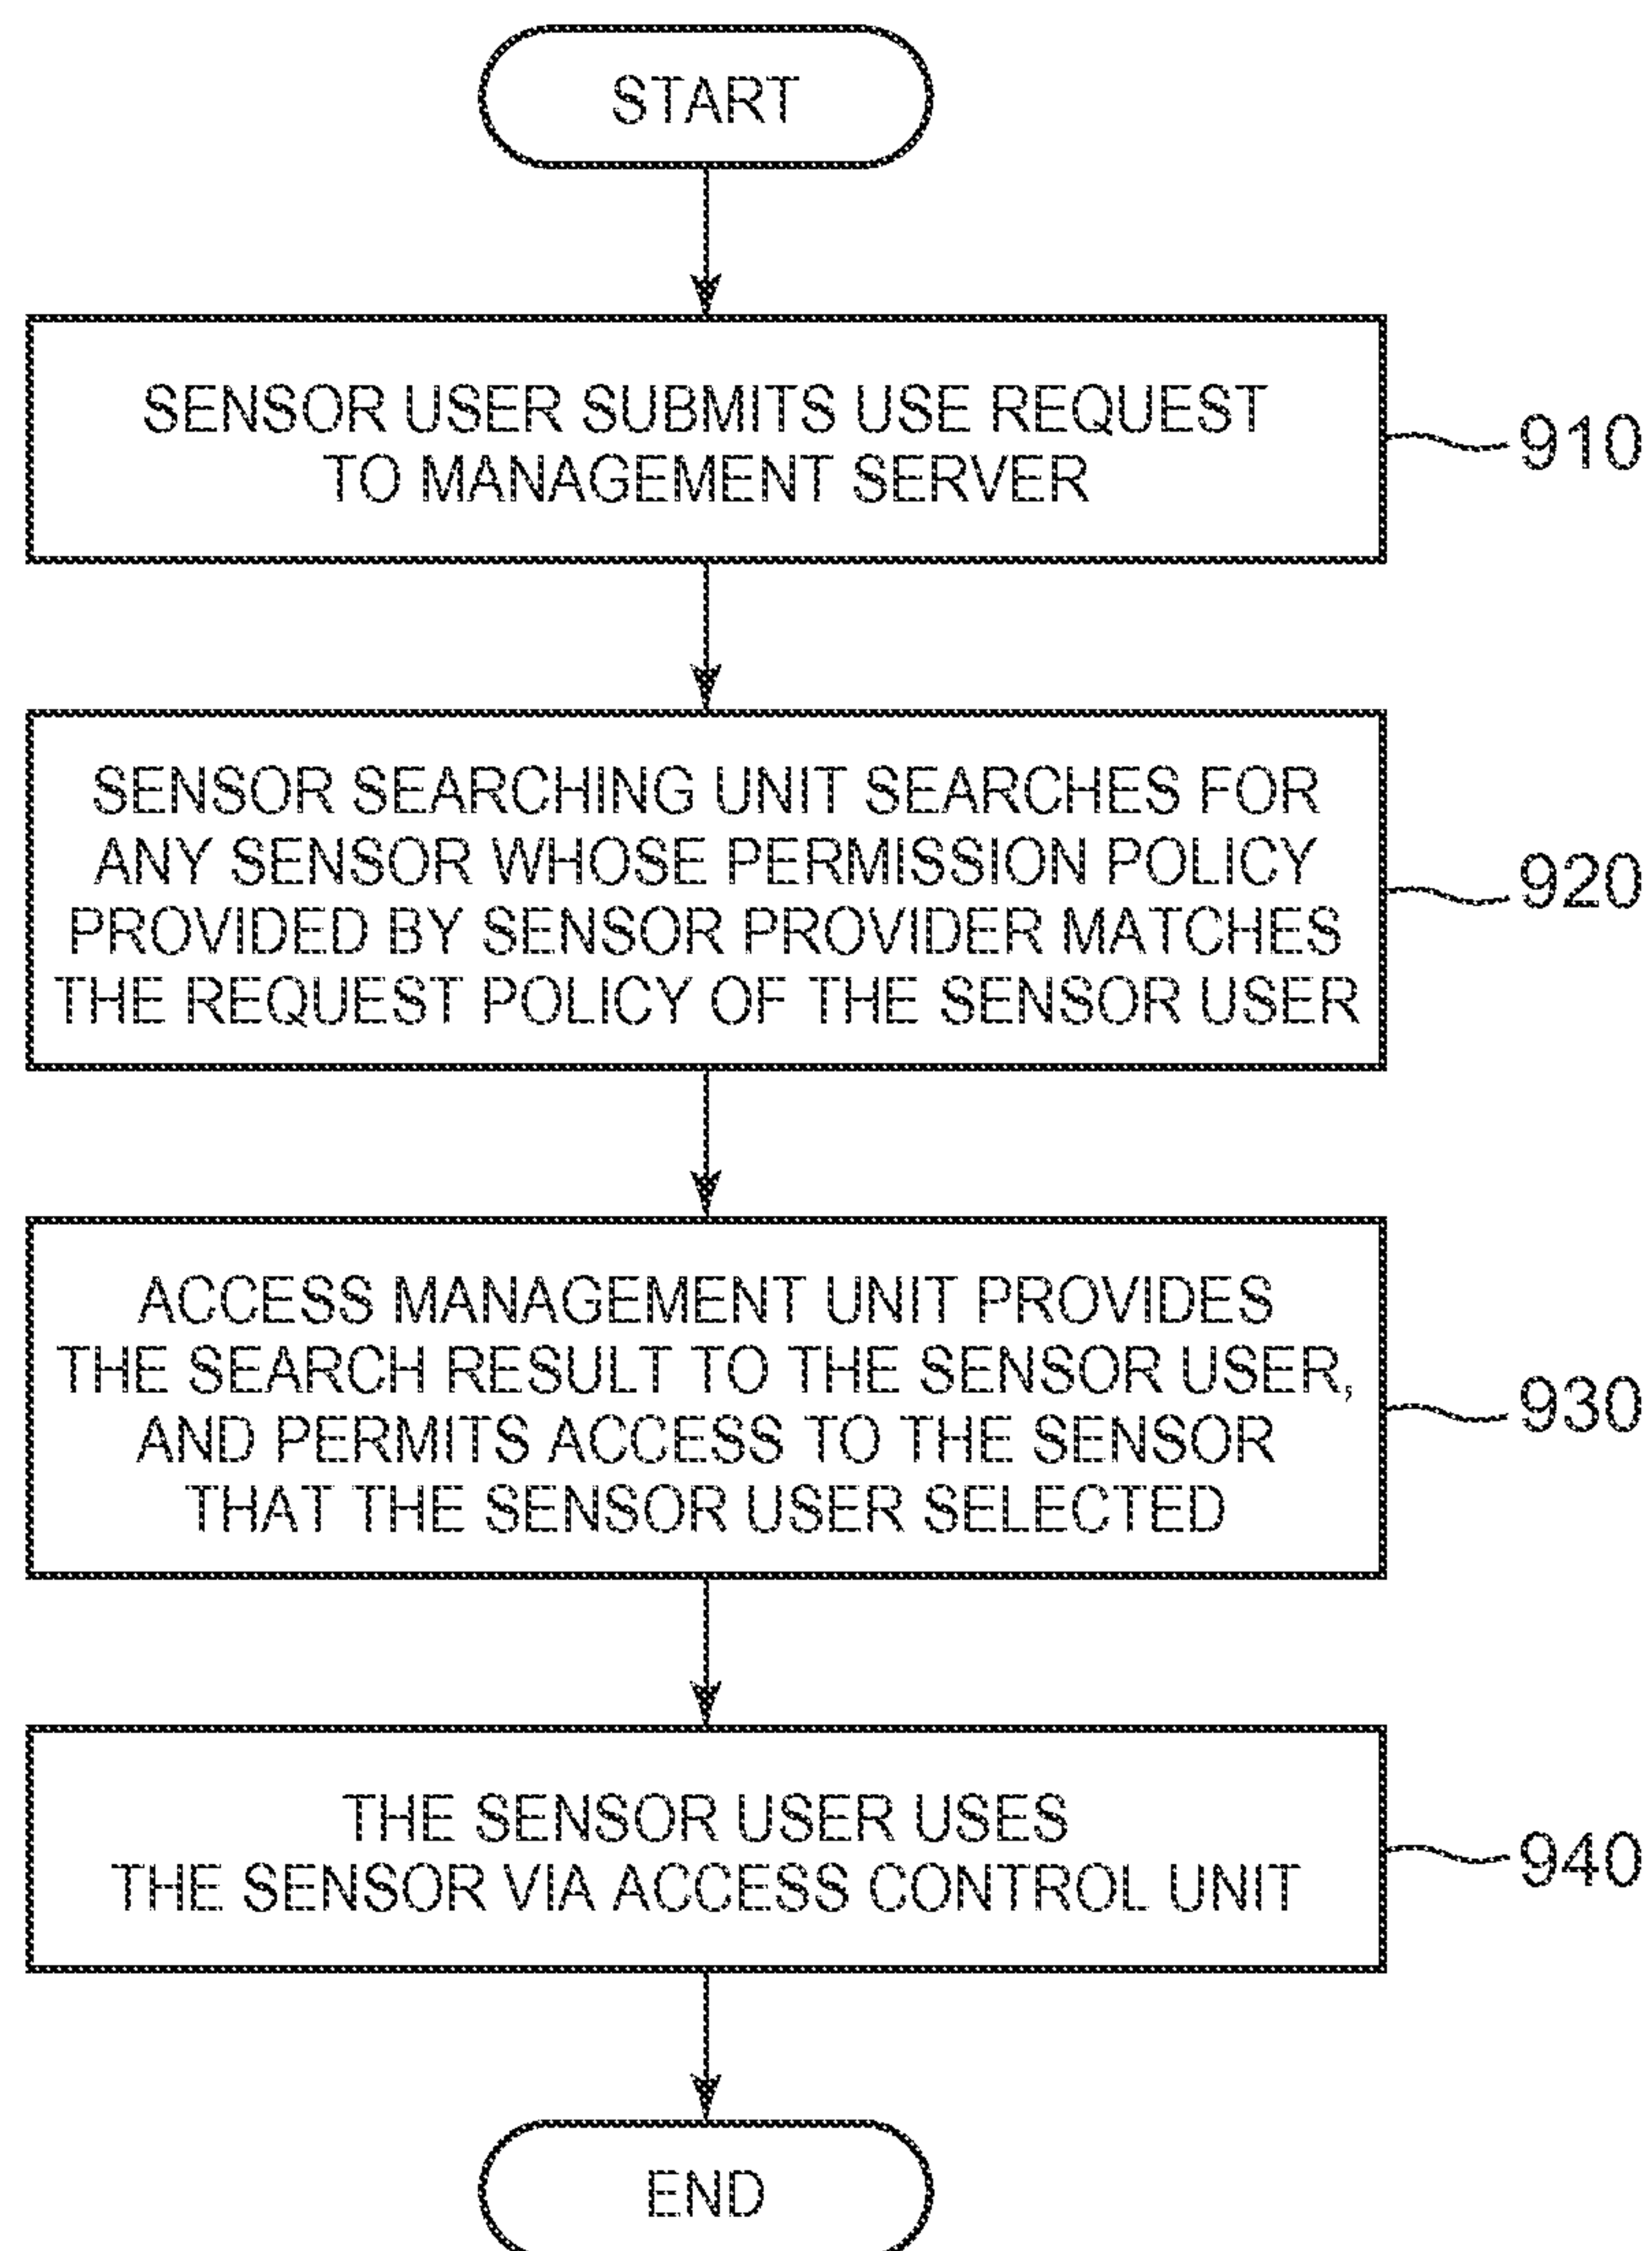 START
SENSOR USER SUBMITS USE REQUEST
TO MANAGEMENT SERVER
910
SENSOR SEARCHING UNIT SEARCHES FOR
ANY SENSOR WHOSE PERMISSION POLICY
PROVIDED BY SENSOR PROVIDER MATCHES
THE REQUEST POLICY OF THE SENSOR USER
920
ACCESS MANAGEMENT UNIT PROVIDES
THE SEARCH RESULT TO THE SENSOR USER,
AND PERMITS ACCESS TO THE SENSOR
THAT THE SENSOR USER SELECTED
930
THE SENSOR USER USES
THE SENSOR VIA ACCESS CONTROL UNIT
940
END